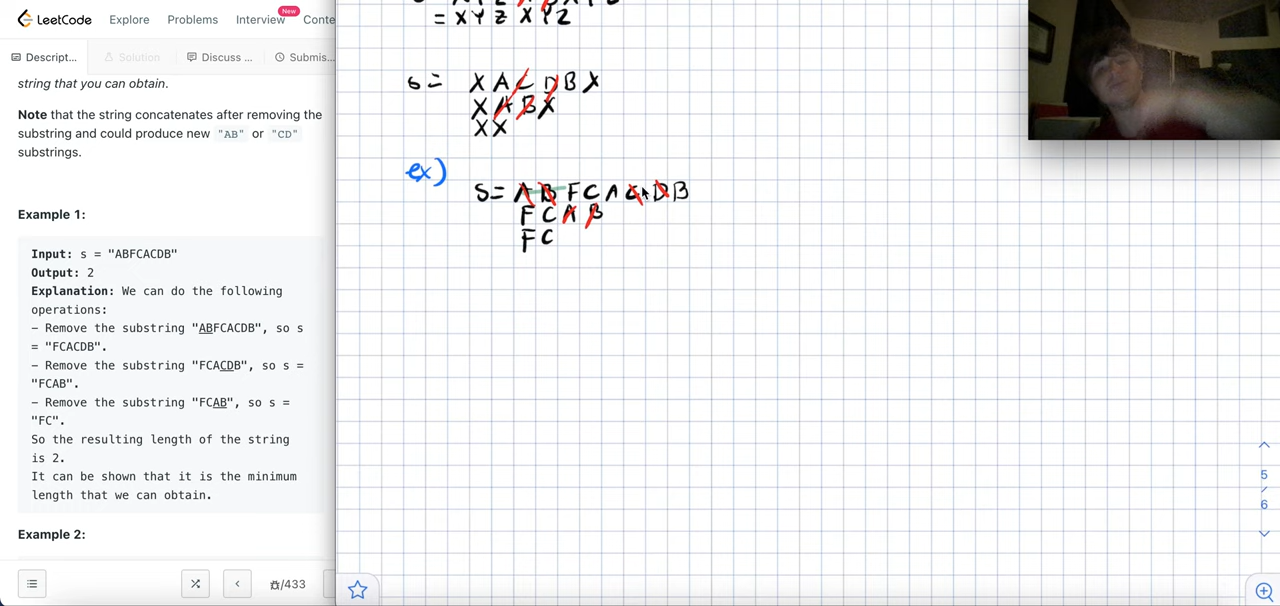 LeetCode
Explore
Problems
Interview
New
Conte
Descript...
Solution
Discuss ...
Submis...
string that you can obtain.
Note that the string concatenates after removing the
substring and could produce new "AB" or "CD"
substrings.
Example 1:
Input: s = "ABFCACDB"
Output: 2
Explanation: We can do the following
operations:
- Remove the substring "ABFCACDB", so s
= "FCACDB".
- Remove the substring "FCACDB", so s =
"FCAB".
- Remove the substring "FCAB", so s =
"FC".
So the resulting length of the string
is 2.
It can be shown that it is the minimum
length that we can obtain.
Example 2:
/433
= X Y Z X Y Z
S = X A C D B X
X A B X
X X
ex)
S = A B F C A C D B
F C A B
F C
5
/
6